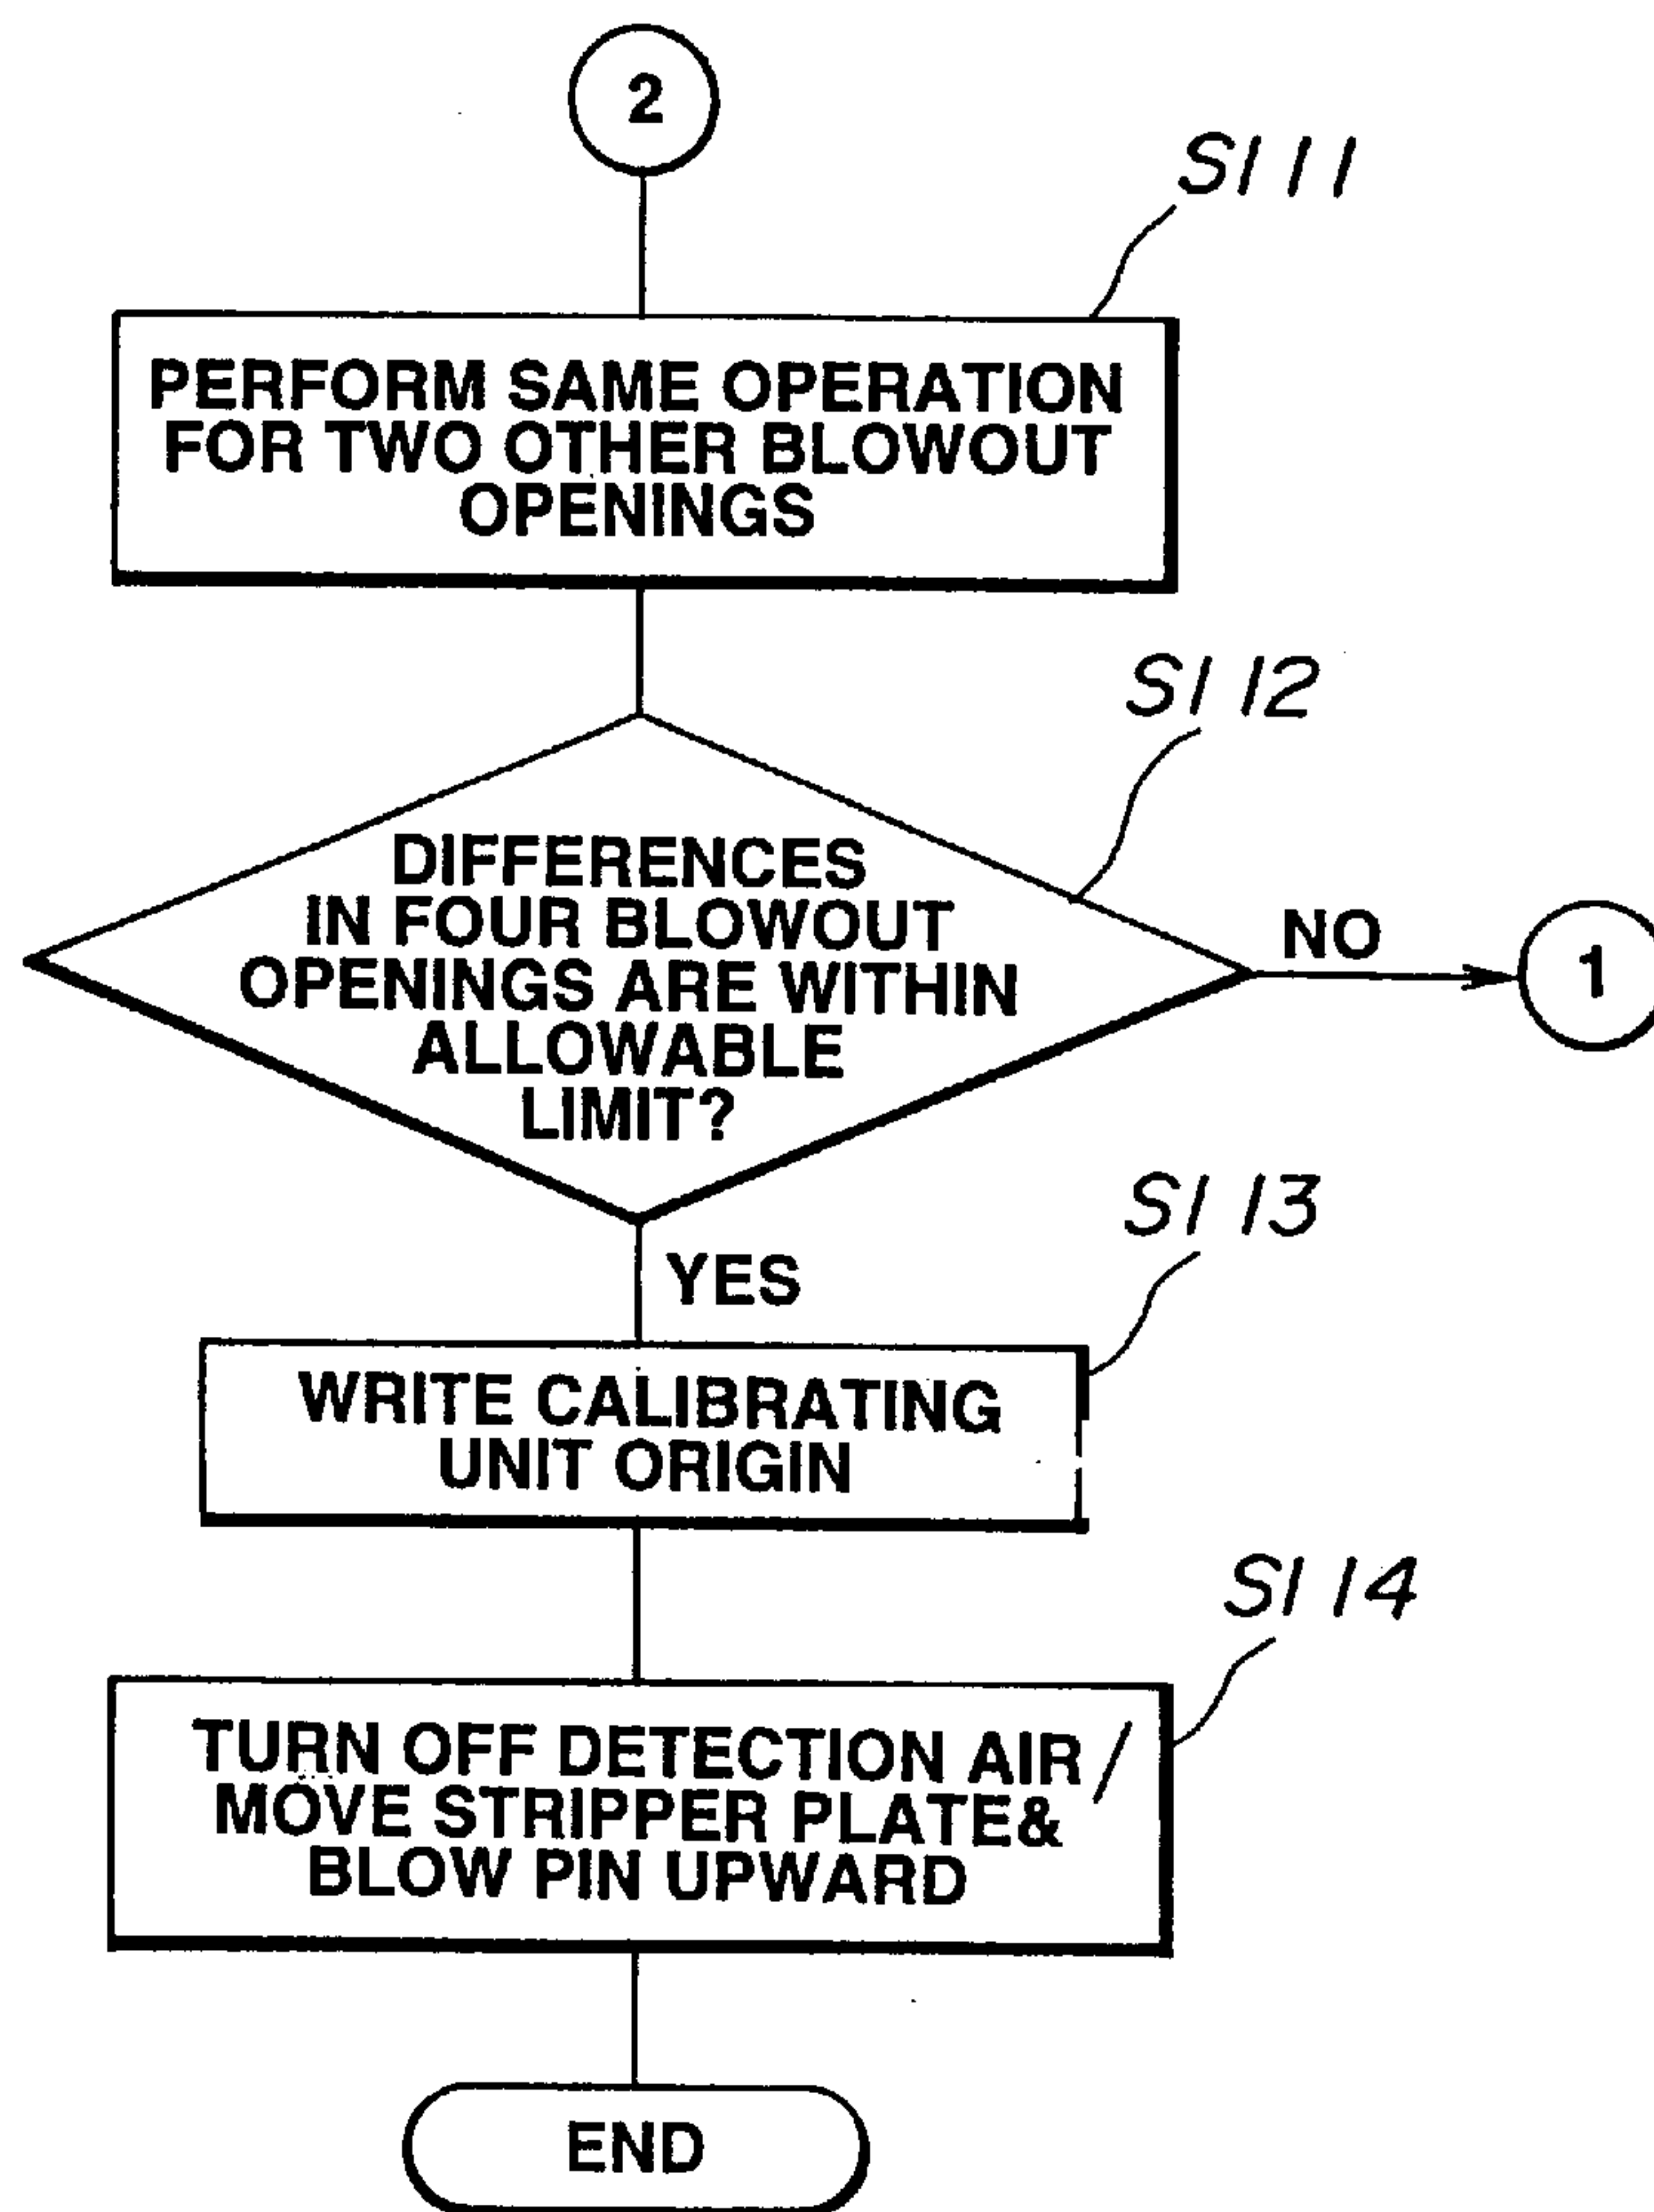 2
S111
PERFORM SAME OPERATION
FOR TWO OTHER BLOWOUT
OPENINGS
S112
DIFFERENCES
IN FOUR BLOWOUT
OPENINGS ARE WITHIN
ALLOWABLE
LIMIT?
NO
1
YES
S113
WRITE CALIBRATING
UNIT ORIGIN
S114
TURN OFF DETECTION AIR /
MOVE STRIPPER PLATE&
BLOW PIN UPWARD
END